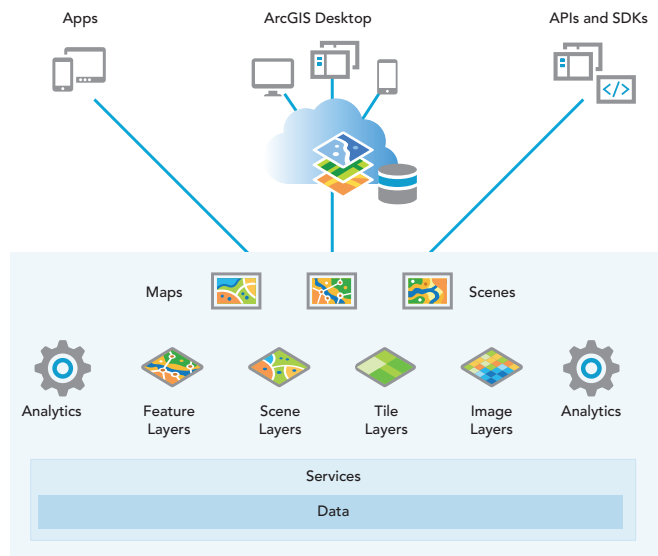 Apps
ArcGIS Desktop
APIs and SDKs
</>
Maps
Scenes
Analytics
Feature
Layers
Scene
Layers
Tile
Layers
Image
Layers
Analytics
Services
Data